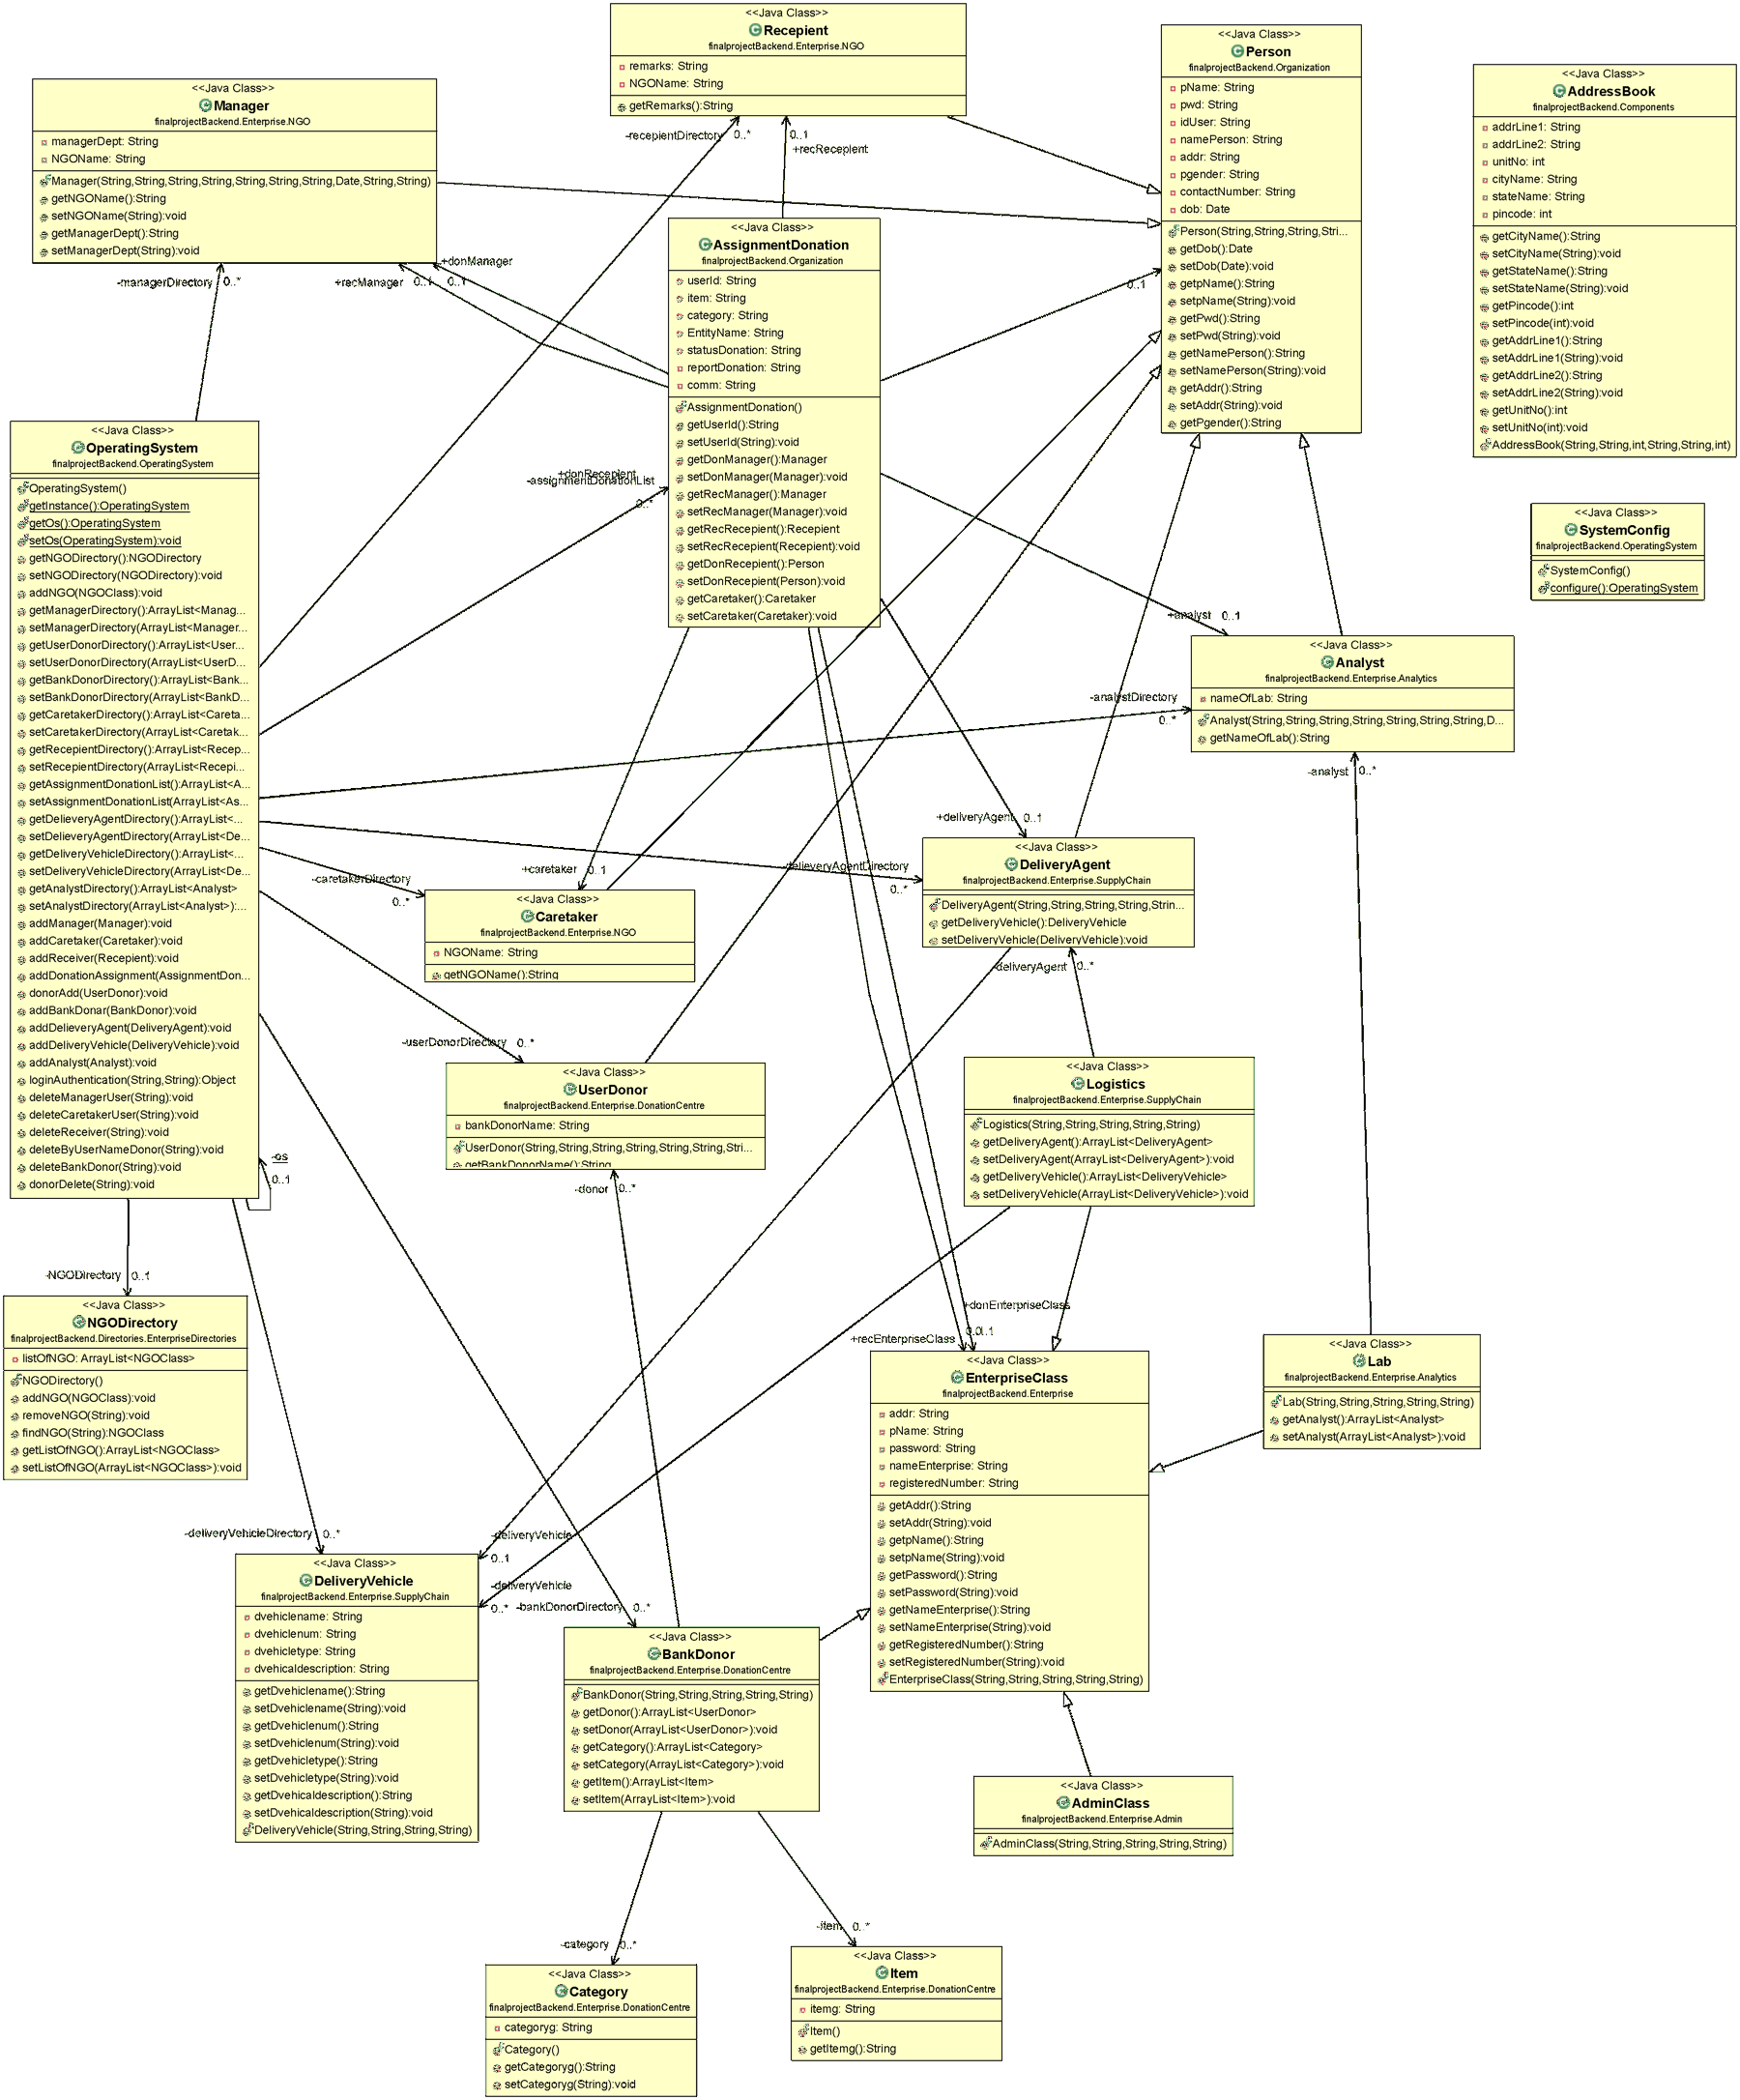 <<Java Class>>
Recepient
finalprojectBackend.Enterprise.NGO
remarks: String
NGOName: String
getRemarks():String
<<Java Class>>
Person
finalprojectBackend.Organization
pName: String
pwd: String
idUser: String
namePerson: String
addr: String
pgender: String
contactNumber: String
dob: Date
Person(String,String,String,Stri...
getDob():Date
setDob(Date):void
getpName():String
setpName(String):void
getPwd():String
setPwd(String):void
getNamePerson():String
setNamePerson(String):void
getAddr():String
setAddr(String):void
getPgender():String
<<Java Class>>
AddressBook
finalprojectBackend.Components
addrLine1: String
addrLine2: String
unitNo: int
cityName: String
stateName: String
pincode: int
getCityName():String
setCityName(String):void
getStateName():String
setStateName(String):void
getPincode():int
setPincode(int):void
getAddrLine1():String
setAddrLine1(String):void
getAddrLine2():String
setAddrLine2(String):void
getUnitNo():int
setUnitNo(int):void
AddressBook(String,String,int,String,String,int)
<<Java Class>>
Manager
finalprojectBackend.Enterprise.NGO
managerDept: String
NGOName: String
Manager(String,String,String,String,String,String,String,Date,String,String)
getNGOName():String
setNGOName(String):void
getManagerDept():String
setManagerDept(String):void
-recepientDirectory 0..*
0..1
+recRecepient
<<Java Class>>
AssignmentDonation
finalprojectBackend.Organization
userId: String
item: String
category: String
EntityName: String
statusDonation: String
reportDonation: String
comm: String
AssignmentDonation()
getUserId():String
setUserId(String):void
getDonManager():Manager
setDonManager(Manager):void
getRecManager():Manager
setRecManager(Manager):void
getRecRecepient():Recepient
setRecRecepient(Recepient):void
getDonRecepient():Person
setDonRecepient(Person):void
getCaretaker():Caretaker
setCaretaker(Caretaker):void
+donManager
-managerDirectory 0..*
+recManager 0..1 0..1
0..1
+donRecepient
-assignmentDonationList
0..*
<<Java Class>>
OperatingSystem
finalprojectBackend.OperatingSystem
OperatingSystem()
getInstance():OperatingSystem
getOs():OperatingSystem
setOs(OperatingSystem):void
getNGODirectory():NGODirectory
setNGODirectory(NGODirectory):void
addNGO(NGOClass):void
getManagerDirectory():ArrayList<Manag...
setManagerDirectory(ArrayList<Manager...
getUserDonorDirectory():ArrayList<User...
setUserDonorDirectory(ArrayList<UserD...
getBankDonorDirectory():ArrayList<Bank...
setBankDonorDirectory(ArrayList<BankD...
getCaretakerDirectory():ArrayList<Careta...
setCaretakerDirectory(ArrayList<Caretak...
getRecepientDirectory():ArrayList<Recep...
setRecepientDirectory(ArrayList<Recepi...
getAssignmentDonationList():ArrayList<A...
setAssignmentDonationList(ArrayList<As...
getDelieveryAgentDirectory():ArrayList<...
setDelieveryAgentDirectory(ArrayList<De...
getDeliveryVehicleDirectory():ArrayList<...
setDeliveryVehicleDirectory(ArrayList<De...
getAnalystDirectory():ArrayList<Analyst>
setAnalystDirectory(ArrayList<Analyst>):...
addManager(Manager):void
addCaretaker(Caretaker):void
addReceiver(Recepient):void
addDonationAssignment(AssignmentDon...
donorAdd(UserDonor):void
addBankDonar(BankDonor):void
addDelieveryAgent(DeliveryAgent):void
addDeliveryVehicle(DeliveryVehicle):void
addAnalyst(Analyst):void
loginAuthentication(String,String):Object
deleteManagerUser(String):void
deleteCaretakerUser(String):void
deleteReceiver(String):void
deleteByUserNameDonor(String):void
deleteBankDonor(String):void
donorDelete(String):void
-os
0..1
<<Java Class>>
SystemConfig
finalprojectBackend.OperatingSystem
SystemConfig()
configure():OperatingSystem
+analyst 0..1
<<Java Class>>
Analyst
finalprojectBackend.Enterprise.Analytics
nameOfLab: String
Analyst(String,String,String,String,String,String,String,D...
getNameOfLab():String
-analystDirectory
0..*
-analyst 0..*
+deliveryAgent 0..1
<<Java Class>>
DeliveryAgent
finalprojectBackend.Enterprise.SupplyChain
DeliveryAgent(String,String,String,String,Strin...
getDeliveryVehicle():DeliveryVehicle
setDeliveryVehicle(DeliveryVehicle):void
-delieveryAgentDirectory
0..*
-deliveryAgent 0..*
+caretaker 0..1
-caretakerDirectory
0..*
<<Java Class>>
Caretaker
finalprojectBackend.Enterprise.NGO
NGOName: String
getNGOName():String
-userDonorDirectory 0..*
<<Java Class>>
UserDonor
finalprojectBackend.Enterprise.DonationCentre
bankDonorName: String
UserDonor(String,String,String,String,String,String,Stri...
getBankDonorName():String
-donor 0..*
<<Java Class>>
Logistics
finalprojectBackend.Enterprise.SupplyChain
Logistics(String,String,String,String,String)
getDeliveryAgent():ArrayList<DeliveryAgent>
setDeliveryAgent(ArrayList<DeliveryAgent>):void
getDeliveryVehicle():ArrayList<DeliveryVehicle>
setDeliveryVehicle(ArrayList<DeliveryVehicle>):void
-NGODirectory 0..1
<<Java Class>>
NGODirectory
finalprojectBackend.Directories.EnterpriseDirectories
listOfNGO: ArrayList<NGOClass>
NGODirectory()
addNGO(NGOClass):void
removeNGO(String):void
findNGO(String):NGOClass
getListOfNGO():ArrayList<NGOClass>
setListOfNGO(ArrayList<NGOClass>):void
+donEnterpriseClass
+recEnterpriseClass
<<Java Class>>
EnterpriseClass
finalprojectBackend.Enterprise
addr: String
pName: String
password: String
nameEnterprise: String
registeredNumber: String
getAddr():String
setAddr(String):void
getpName():String
setpName(String):void
getPassword():String
setPassword(String):void
getNameEnterprise():String
setNameEnterprise(String):void
getRegisteredNumber():String
setRegisteredNumber(String):void
EnterpriseClass(String,String,String,String,String)
<<Java Class>>
Lab
finalprojectBackend.Enterprise.Analytics
Lab(String,String,String,String,String)
getAnalyst():ArrayList<Analyst>
setAnalyst(ArrayList<Analyst>):void
-deliveryVehicleDirectory 0..*
<<Java Class>>
DeliveryVehicle
finalprojectBackend.Enterprise.SupplyChain
dvehiclename: String
dvehiclenum: String
dvehicletype: String
dvehicaldescription: String
getDvehiclename():String
setDvehiclename(String):void
getDvehiclenum():String
setDvehiclenum(String):void
getDvehicletype():String
setDvehicletype(String):void
getDvehicaldescription():String
setDvehicaldescription(String):void
DeliveryVehicle(String,String,String,String)
-deliveryVehicle
0..1
-deliveryVehicle
0..*
-bankDonorDirectory 0..*
<<Java Class>>
BankDonor
finalprojectBackend.Enterprise.DonationCentre
BankDonor(String,String,String,String,String)
getDonor():ArrayList<UserDonor>
setDonor(ArrayList<UserDonor>):void
getCategory():ArrayList<Category>
setCategory(ArrayList<Category>):void
getItem():ArrayList<Item>
setItem(ArrayList<Item>):void
<<Java Class>>
AdminClass
finalprojectBackend.Enterprise.Admin
AdminClass(String,String,String,String,String)
-category 0..*
<<Java Class>>
Category
finalprojectBackend.Enterprise.DonationCentre
categoryg: String
Category()
getCategoryg():String
setCategoryg(String):void
-item 0..*
<<Java Class>>
Item
finalprojectBackend.Enterprise.DonationCentre
itemg: String
Item()
getItemg():String